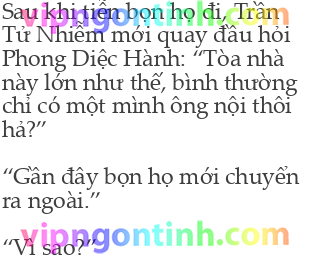 Sau khi tiễn bọn họ đi, Trần
Tử Nhiễm mới quay đầu hỏi
vipngontinh.com
Phong Diệc Hành: “Tòa nhà
này lớn như thế, bình thường
chỉ có một mình ông nội thôi
hả?”
“Gần đây bọn họ mới chuyển
ra ngoài.”
vipngontinh.com
“Vì sao?”